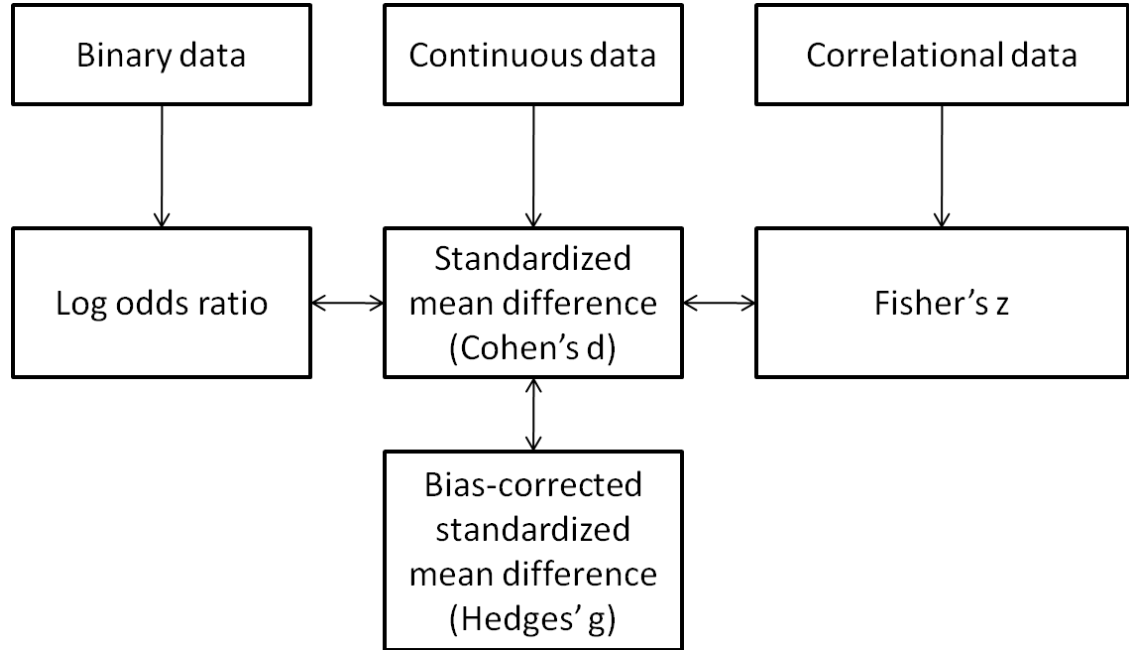 Binary data
Continuous data
Correlational data
Log odds ratio
Standardized
mean difference
(Cohen’s d)
Fisher’s z
Bias-corrected
standardized
mean difference
(Hedges’ g)